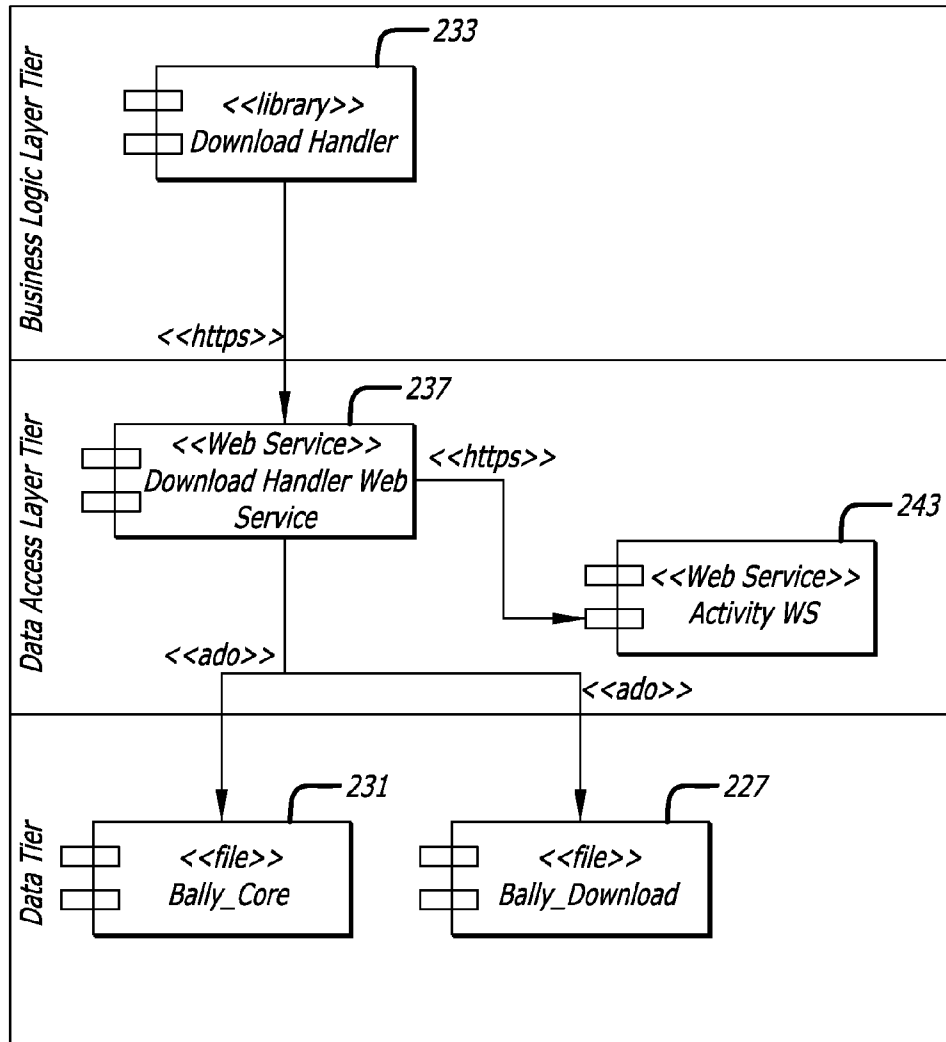 Business Logic Layer Tier
233
<<library>>
Download Handler
<<https>>
Data Access Layer Tier
237
<<Web Service>>
Download Handler Web
Service
<<https>>
243
<<Web Service>>
Activity WS
<<ado>>
<<ado>>
Data Tier
231
<<file>>
Bally_Core
227
<<file>>
Bally_Download